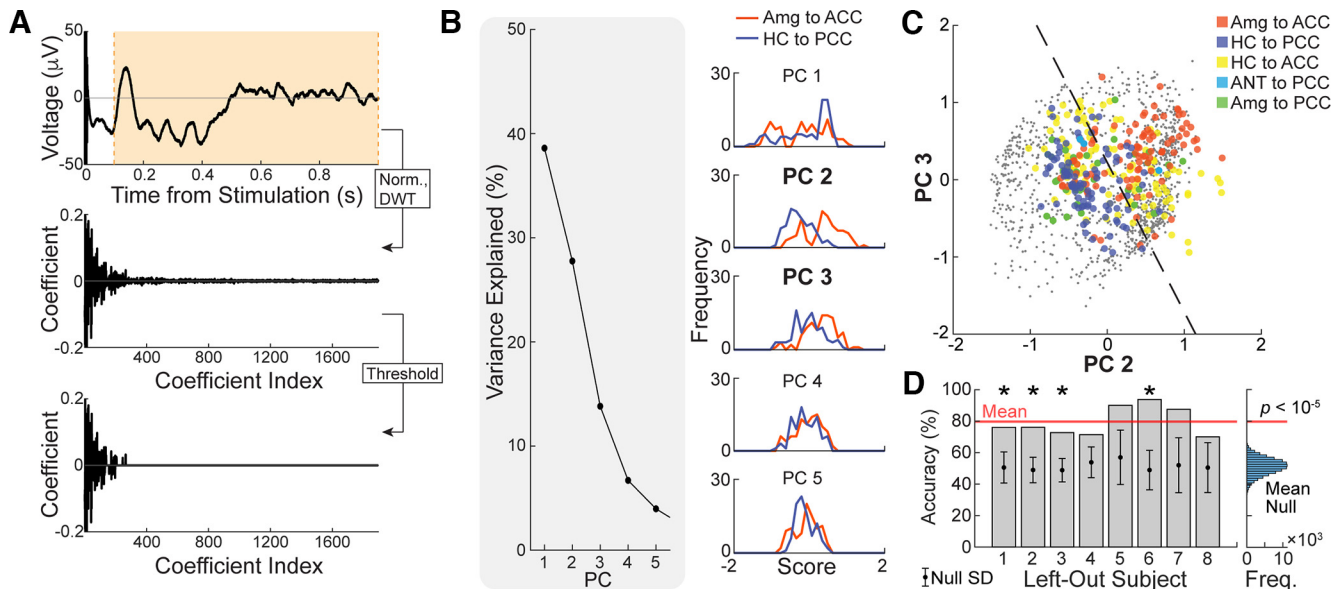 A
50
0
-50
Voltage (μV)
0.2
0.4
0.6
0.8
Time from Stimulation (s)
Norm.,
DWT
0.2
0
-0.2
Coefficient
400
800
1200
1600
Coefficient Index
Threshold
0.2
0
-0.2
Coefficient
400
800
1200
1600
Coefficient Index
B
50
40
30
20
10
0
Variance Explained (%)
1
2
3
4
5
PC
Amg to ACC
HC to PCC
Frequency
30
0
PC 1
30
0
PC 2
30
0
PC 3
30
0
PC 4
30
0
PC 5
-2
Score
2
C
Amg to ACC
HC to PCC
HC to ACC
ANT to PCC
Amg to PCC
2
1
0
-1
-2
PC 3
-2
-1
0
1
2
PC 2
D
100
80
60
40
20
0
Accuracy (%)
* * * *
Mean
1 2 3 4 5 6 7 8
Null SD
Left-Out Subject
p < 10-5
Mean
Null
×10³
0
10
Freq.